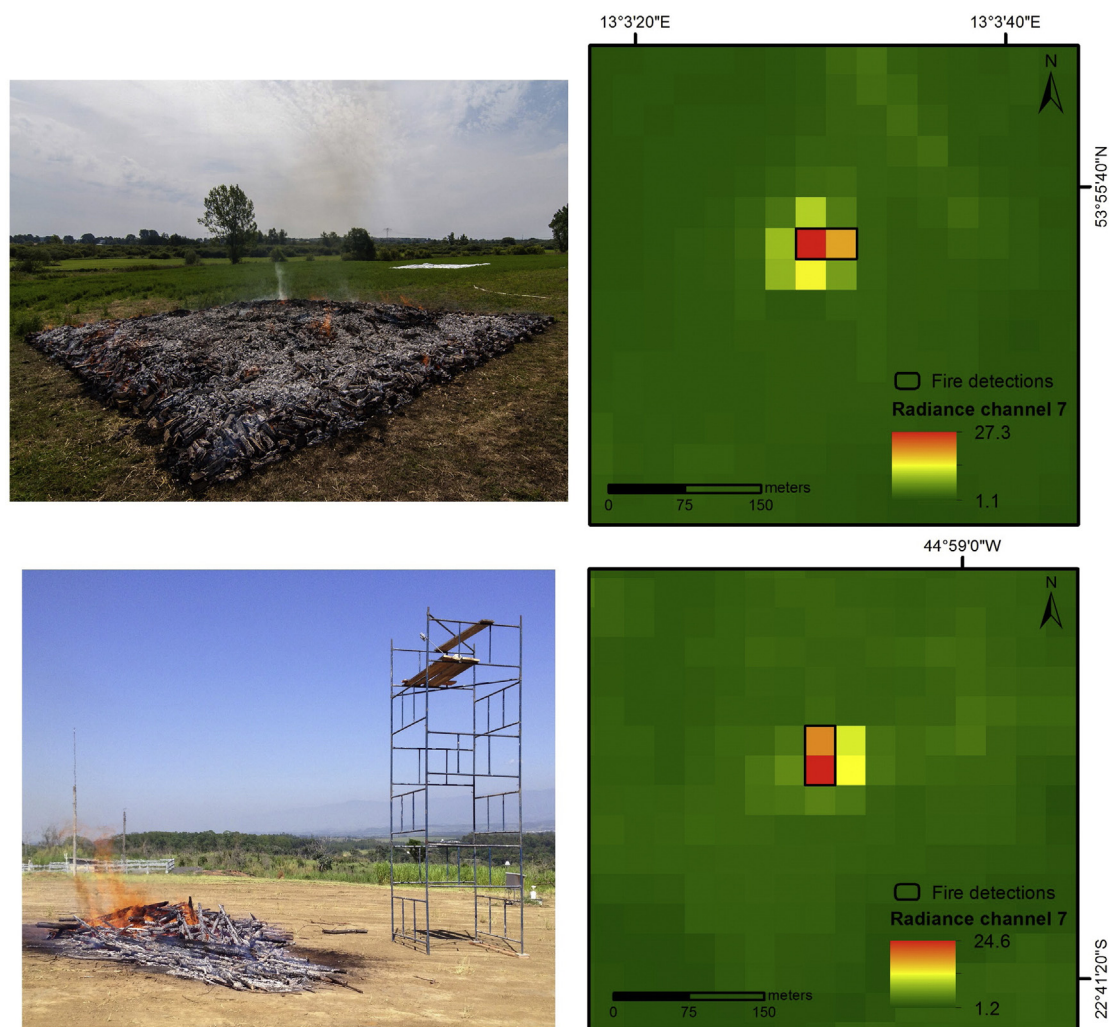 13°3'20"E
13°3'40"E
N
53°55'40"N
Fire detections
Radiance channel 7
27.3
1.1
meters
0
75
150
44°59'0"W
N
Fire detections
Radiance channel 7
24.6
1.2
meters
0
75
150
22°41'20"S